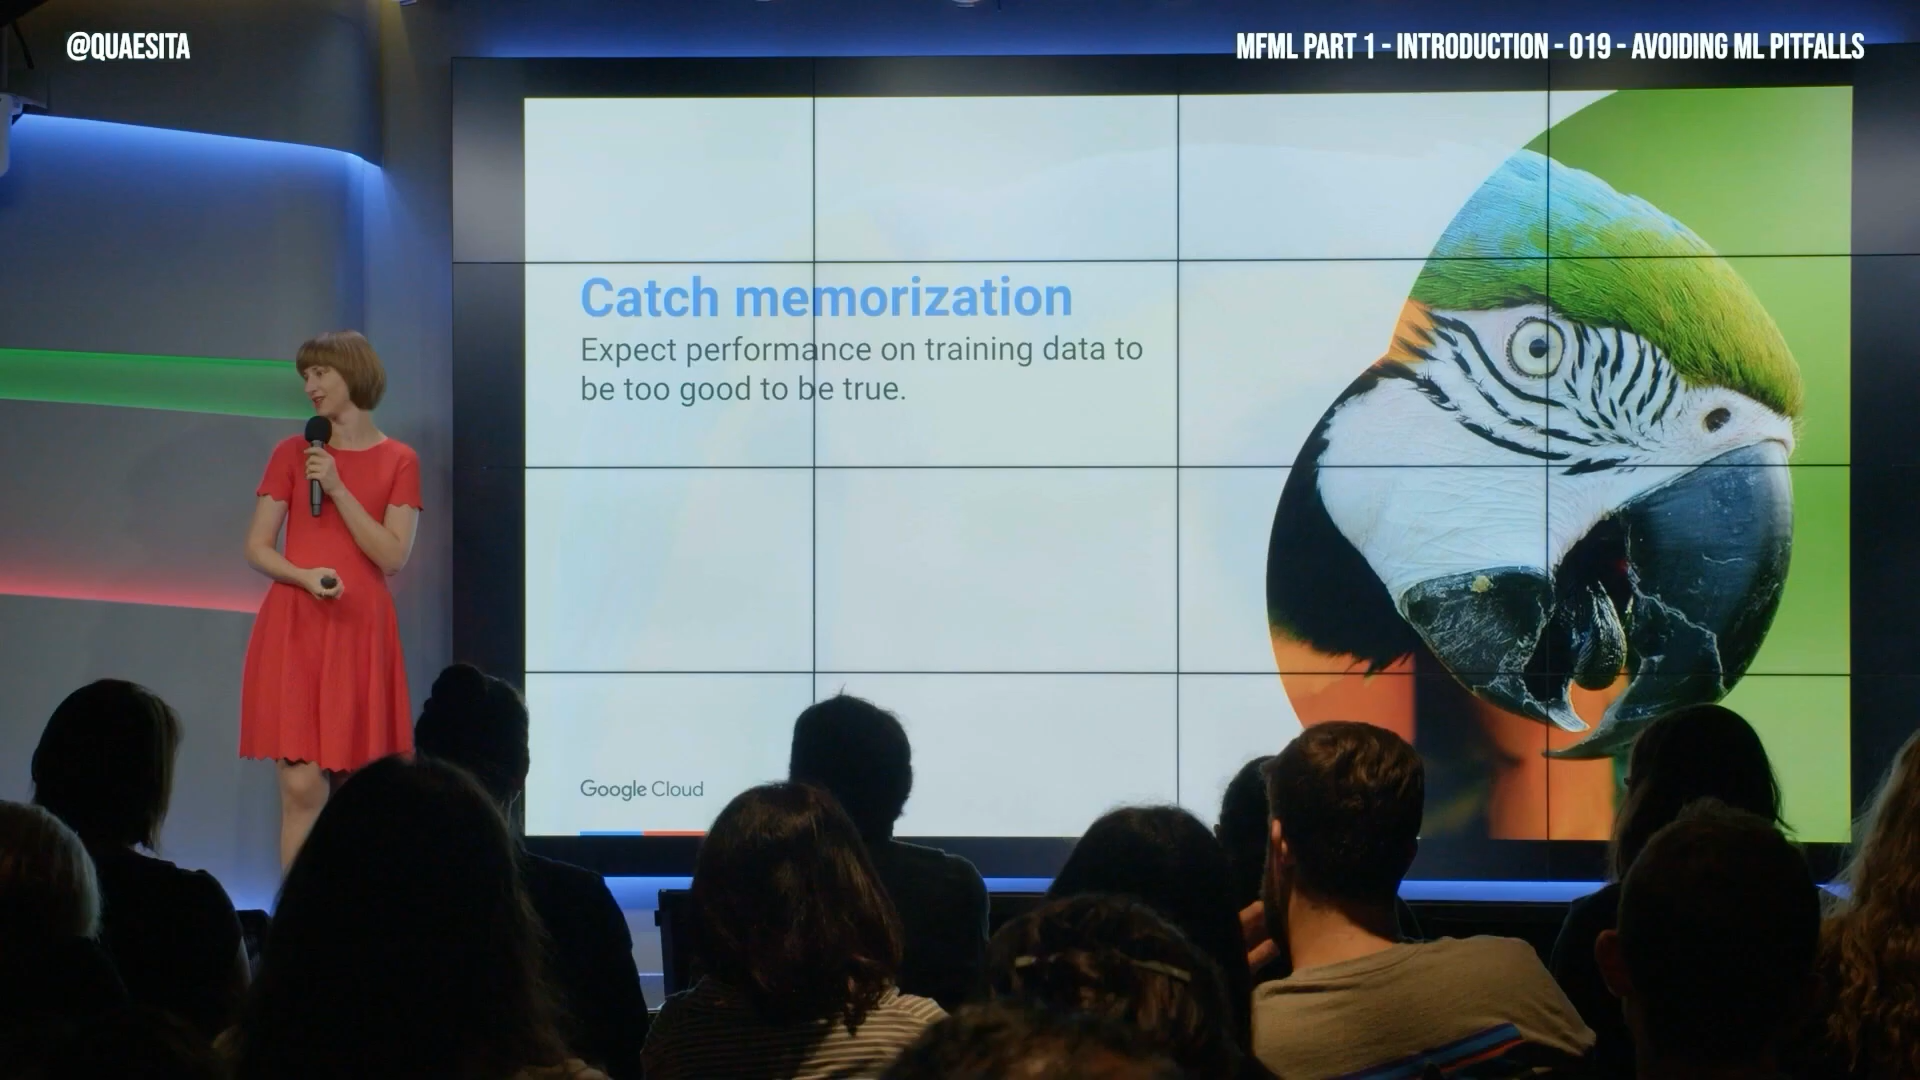 @QUAESITA
MFML PART 1 - INTRODUCTION - 019 - AVOIDING ML PITFALLS
Catch memorization
Expect performance on training data to
be too good to be true.
Google Cloud